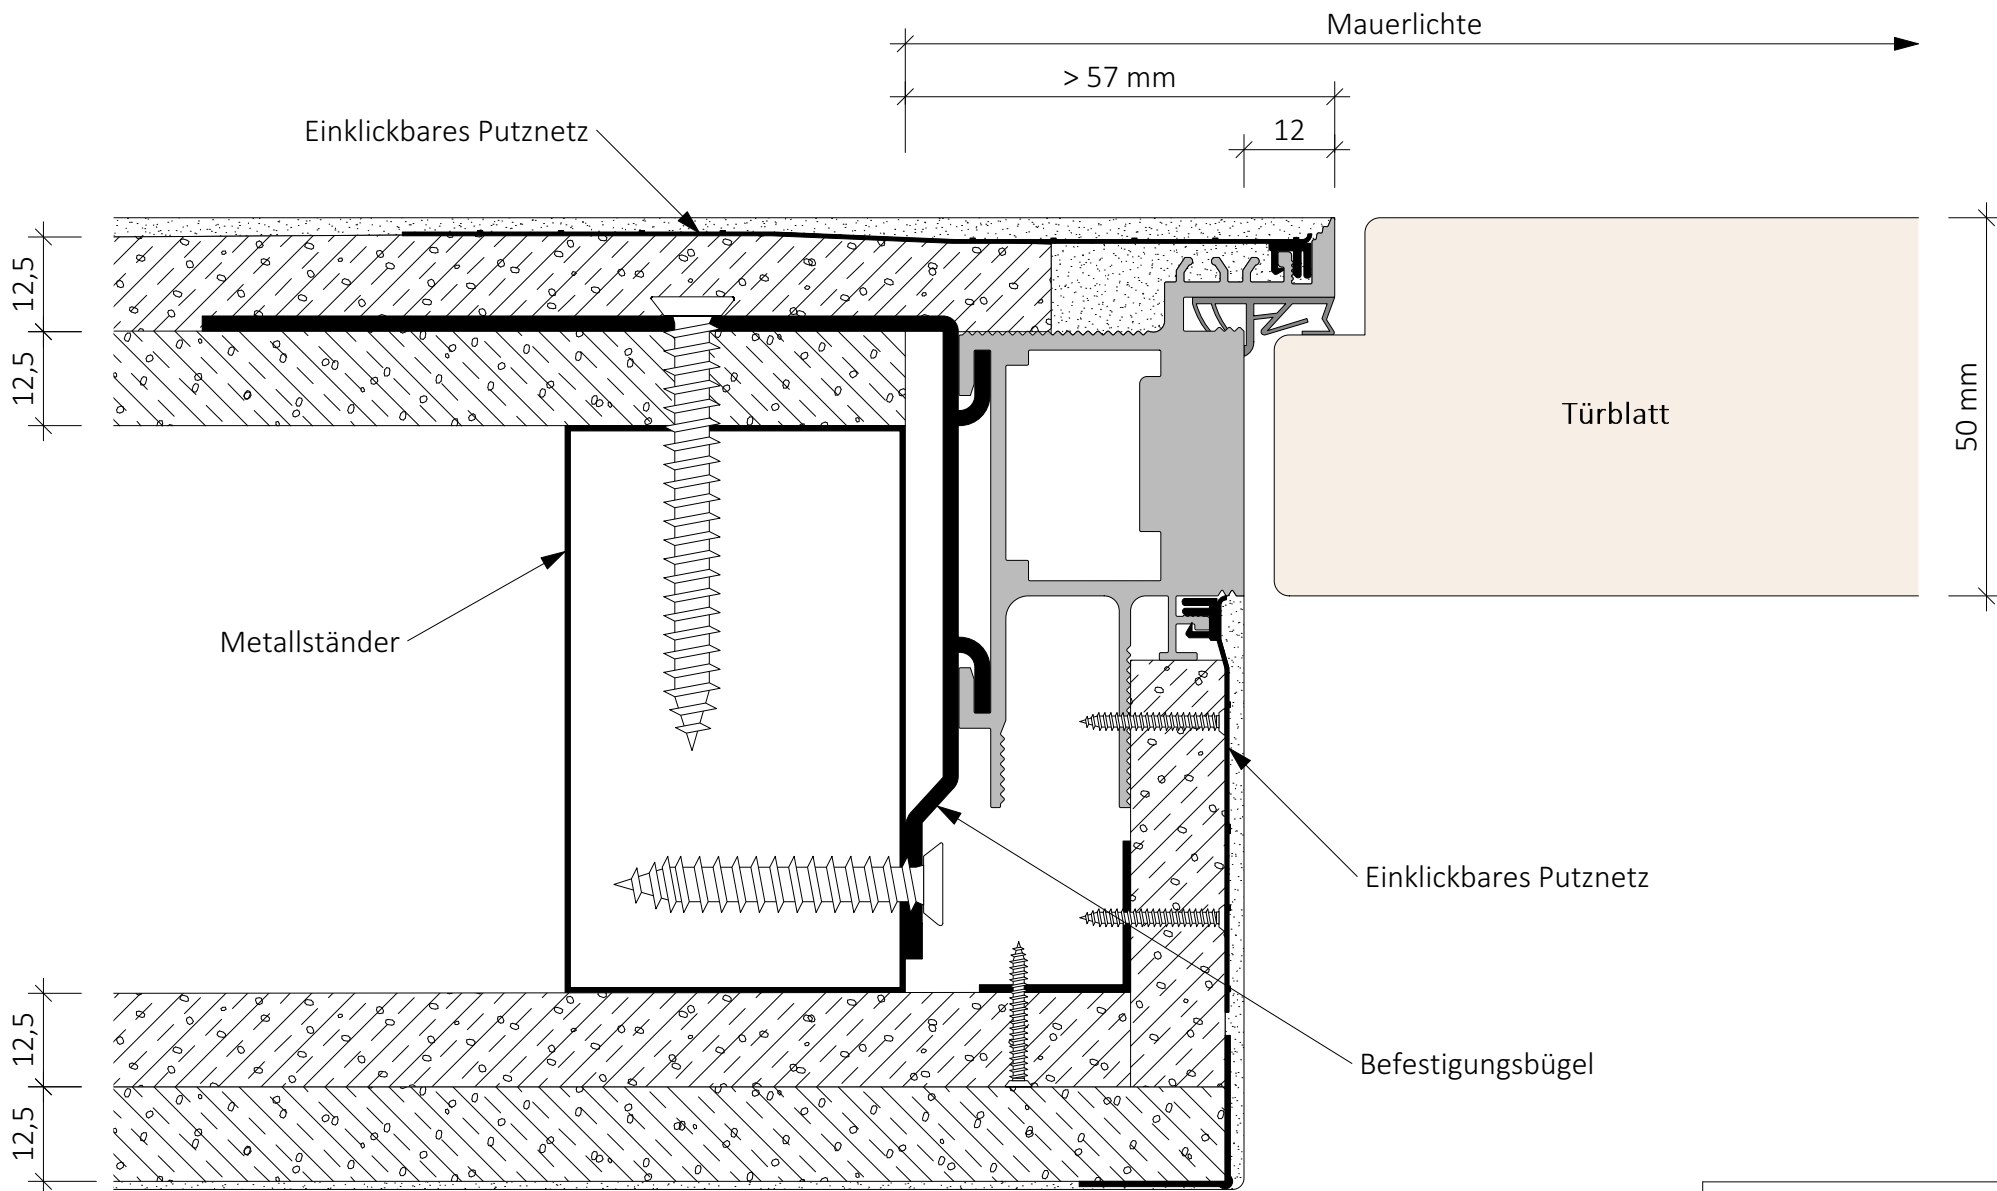 Mauerlichte
> 57 mm
Einklickbares Putznetz
12
12,5
12,5
Türblatt
50 mm
Metallständer
Einklickbares Putznetz
Befestigungsbügel
12,5
12,5